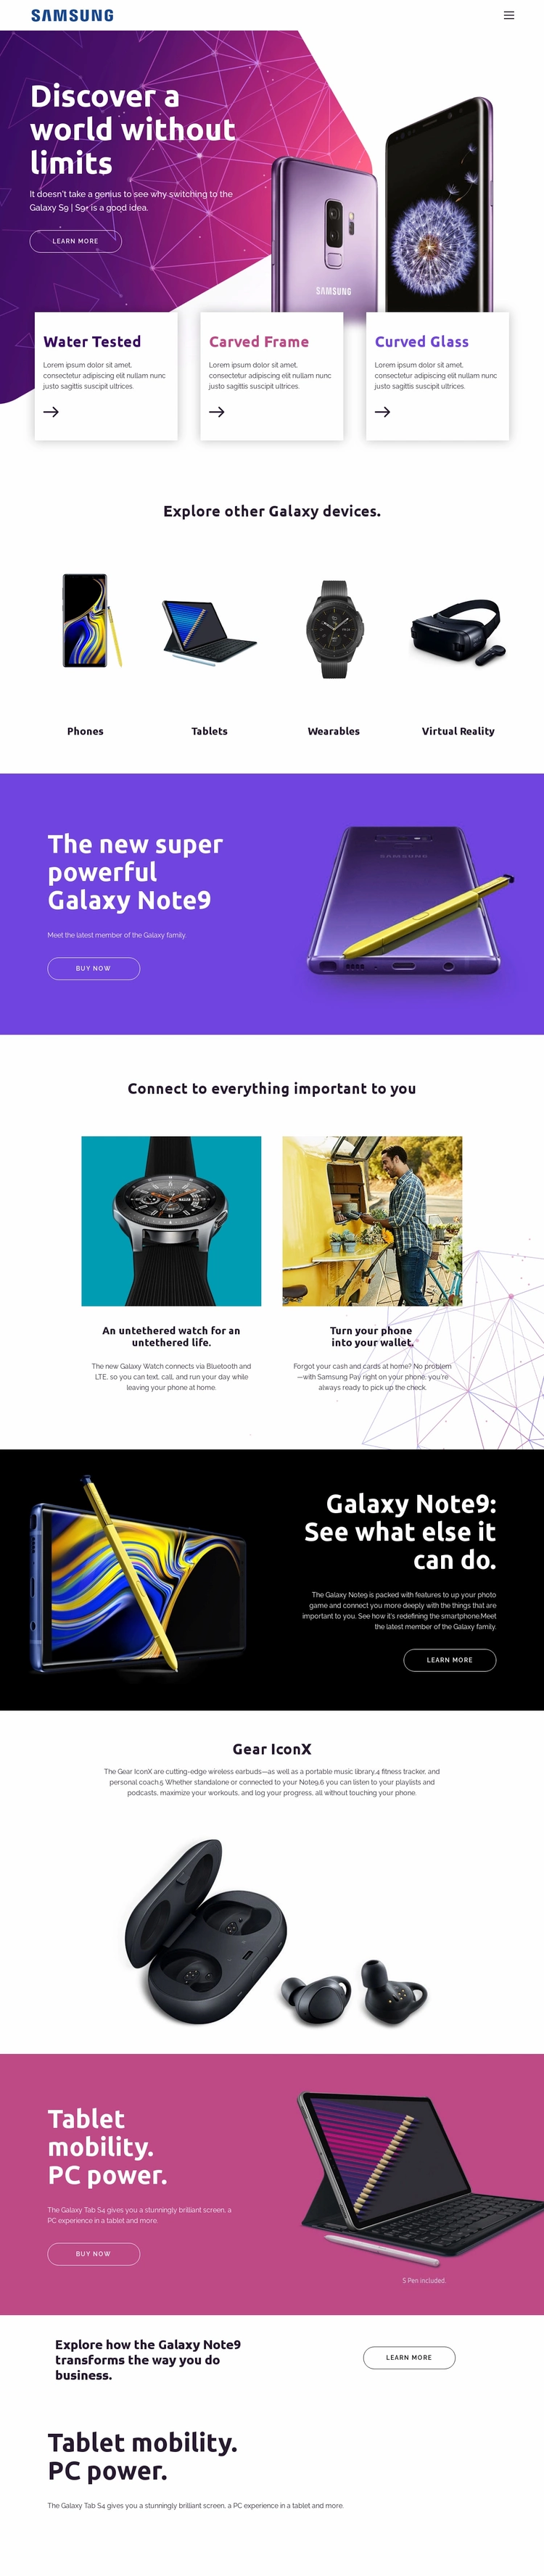 SAMSUNG
Discover a
world without
limits
It doesn't take a genius to see why switching to the
Galaxy S9 | S9+ is a good idea.
LEARN MORE
SAMSUNG
Water Tested
Lorem ipsum dolor sit amet,
consectetur adipiscing elit nullam nunc
justo sagittis suscipit ultrices.
Carved Frame
Lorem ipsum dolor sit amet,
consectetur adipiscing elit nullam nunc
justo sagittis suscipit ultrices.
Curved Glass
Lorem ipsum dolor sit amet,
consectetur adipiscing elit nullam nunc
justo sagittis suscipit ultrices.
Explore other Galaxy devices.
Phones
Tablets
Wearables
Virtual Reality
The new super
powerful
Galaxy Note9
Meet the latest member of the Galaxy family.
BUY NOW
SAMSUNG
Connect to everything important to you
An untethered watch for an
untethered life.
The new Galaxy Watch connects via Bluetooth and
LTE, so you can text, call, and run your day while
leaving your phone at home.
Turn your phone
into your wallet.
Forgot your cash and cards at home? No problem
—with Samsung Pay right on your phone, you're
always ready to pick up the check.
Galaxy Note9:
See what else it
can do.
The Galaxy Note9 is packed with features to up your photo
game and connect you more deeply with the things that are
important to you. See how it's redefining the smartphone.Meet
the latest member of the Galaxy family.
LEARN MORE
Gear IconX
The Gear IconX are cutting-edge wireless earbuds—as well as a portable music library,4 fitness tracker, and
personal coach.5 Whether standalone or connected to your Note9,6 you can listen to your playlists and
podcasts, maximize your workouts, and log your progress, all without touching your phone.
Tablet
mobility.
PC power.
The Galaxy Tab S4 gives you a stunningly brilliant screen, a
PC experience in a tablet and more.
BUY NOW
S Pen included.
Explore how the Galaxy Note9
transforms the way you do
business.
LEARN MORE
Tablet mobility.
PC power.
The Galaxy Tab S4 gives you a stunningly brilliant screen, a PC experience in a tablet and more.